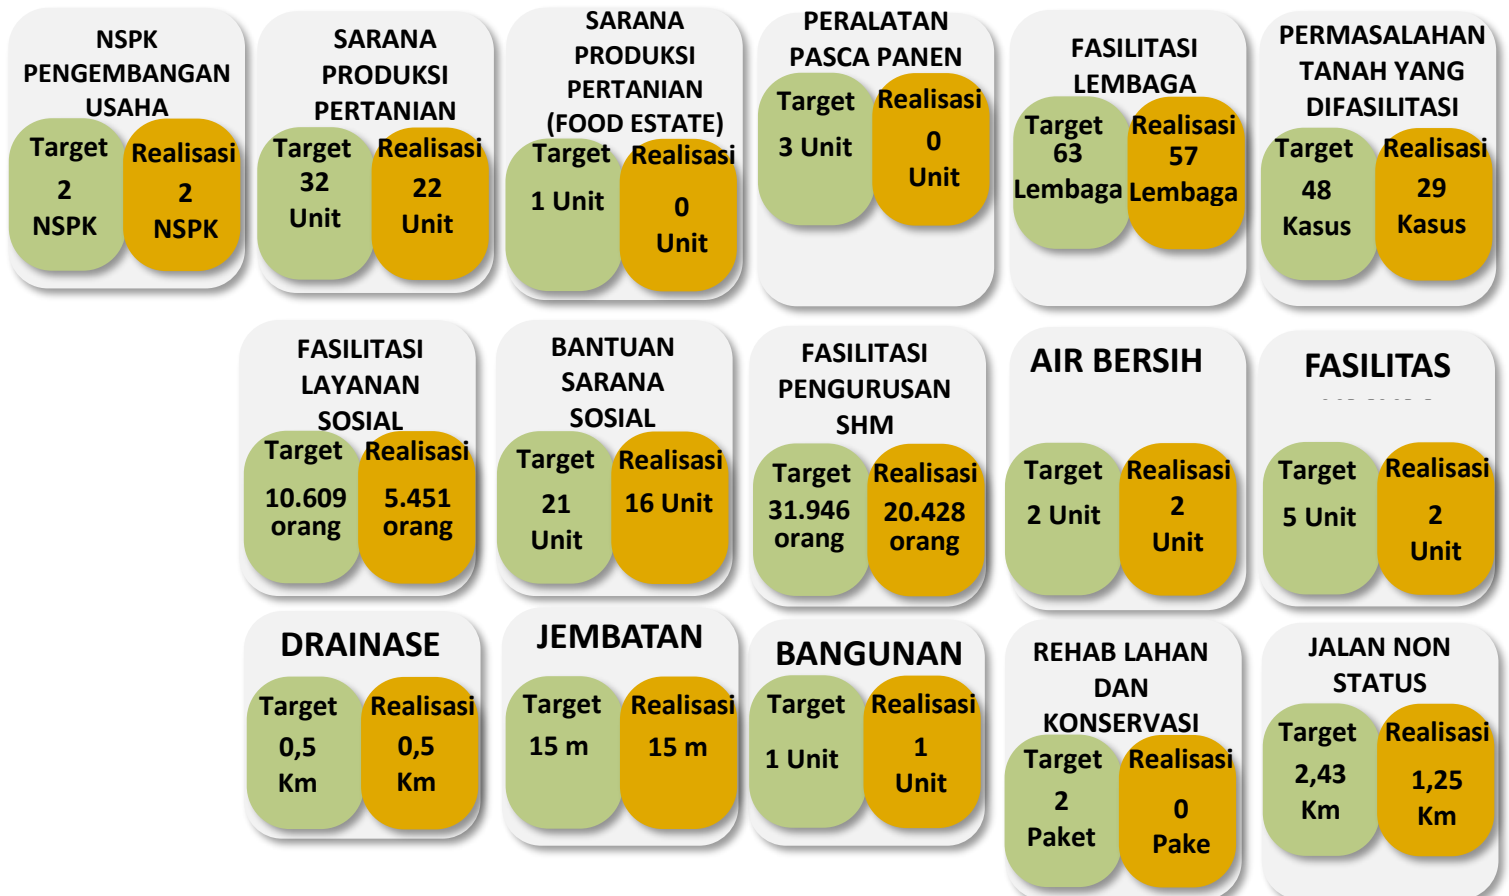 NSPK
PENGEMBANGAN
USAHA
Target
2
NSPK
Realisasi
2
NSPK
SARANA
PRODUKSI
PERTANIAN
Target
32
Unit
Realisasi
22
Unit
SARANA
PRODUKSI
PERTANIAN
(FOOD ESTATE)
Target
1 Unit
Realisasi
0
Unit
PERALATAN
PASCA PANEN
Target
3 Unit
Realisasi
0
Unit
FASILITASI
LEMBAGA
Target
63
Lembaga
Realisasi
57
Lembaga
PERMASALAHAN
TANAH YANG
DIFASILITASI
Target
48
Kasus
Realisasi
29
Kasus
FASILITASI
LAYANAN
SOSIAL
Target
10.609
orang
Realisasi
5.451
orang
BANTUAN
SARANA
SOSIAL
Target
21
Unit
Realisasi
16 Unit
FASILITASI
PENGURUSAN
SHM
Target
31.946
orang
Realisasi
20.428
orang
AIR BERSIH
Target
2 Unit
Realisasi
2
Unit
FASILITAS
Target
5 Unit
Realisasi
2
Unit
DRAINASE
Target
0,5
Km
Realisasi
0,5
Km
JEMBATAN
Target
15 m
Realisasi
15 m
BANGUNAN
Target
1 Unit
Realisasi
1
Unit
REHAB LAHAN
DAN
KONSERVASI
Target
2
Paket
Realisasi
0
Pake
JALAN NON
STATUS
Target
2,43
Km
Realisasi
1,25
Km